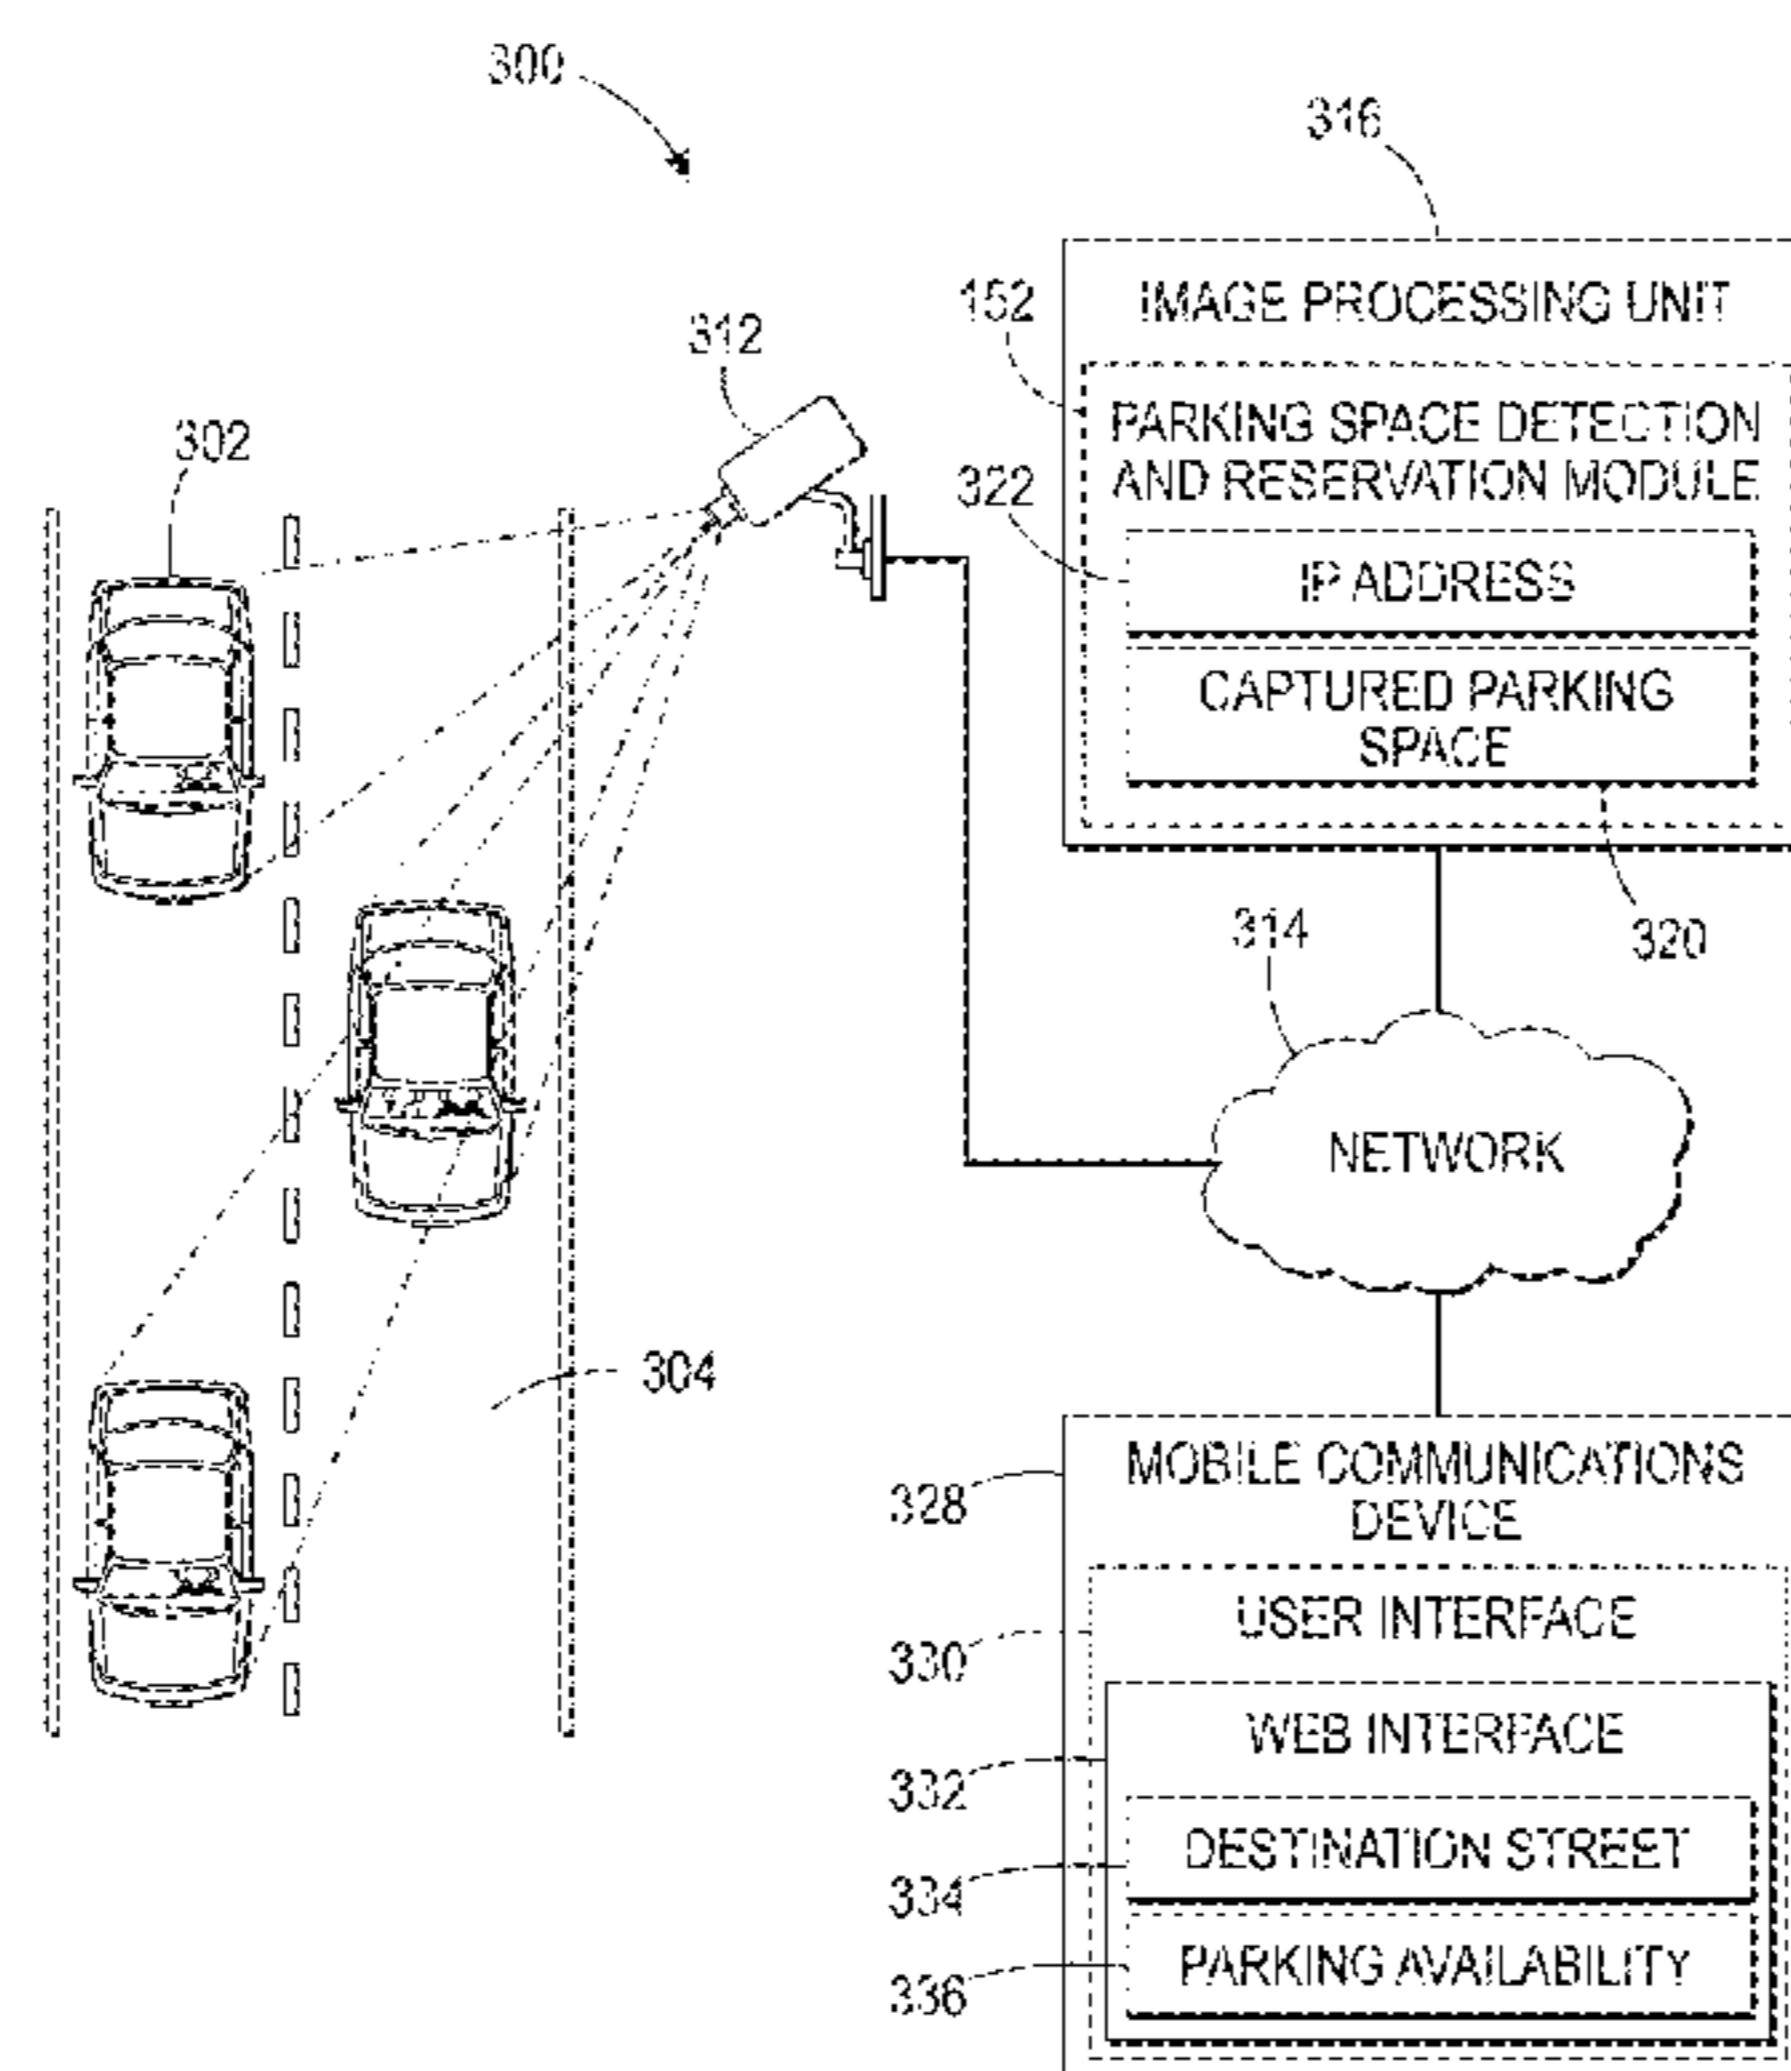 300
316
152
IMAGE PROCESSING UNIT
312
PARKING SPACE DETECTION
302
AND RESERVATION MODULE
322
IP ADDRESS
CAPTURED PARKING
SPACE
314
320
NETWORK
304
MOBILE COMMUNICATIONS
328
DEVICE
USER INTERFACE
330
WEB INTERFACE
332
DESTINATION STREET
334
PARKING AVAILABILITY
336